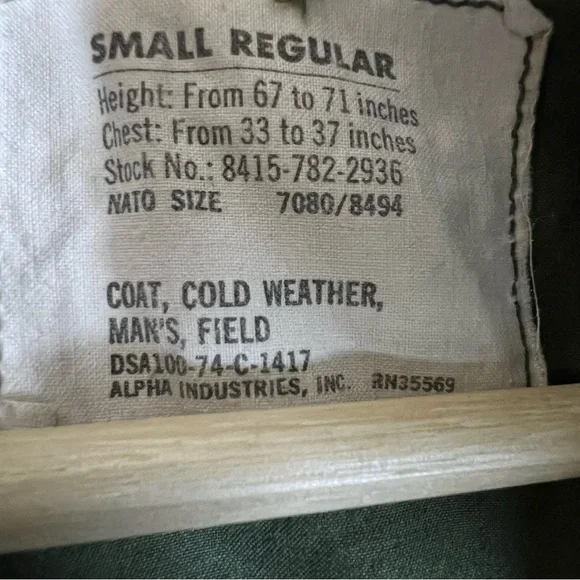 SMALL REGULAR
Height: From 67 to 71 inches
Chest: From 33 to 37 inches
Stock No.: 8415-782-2936
NATO SIZE 7080/8494
COAT, COLD WEATHER,
MAN'S, FIELD
DSA100-74-C-1417
ALPHA INDUSTRIES, INC. RN35569